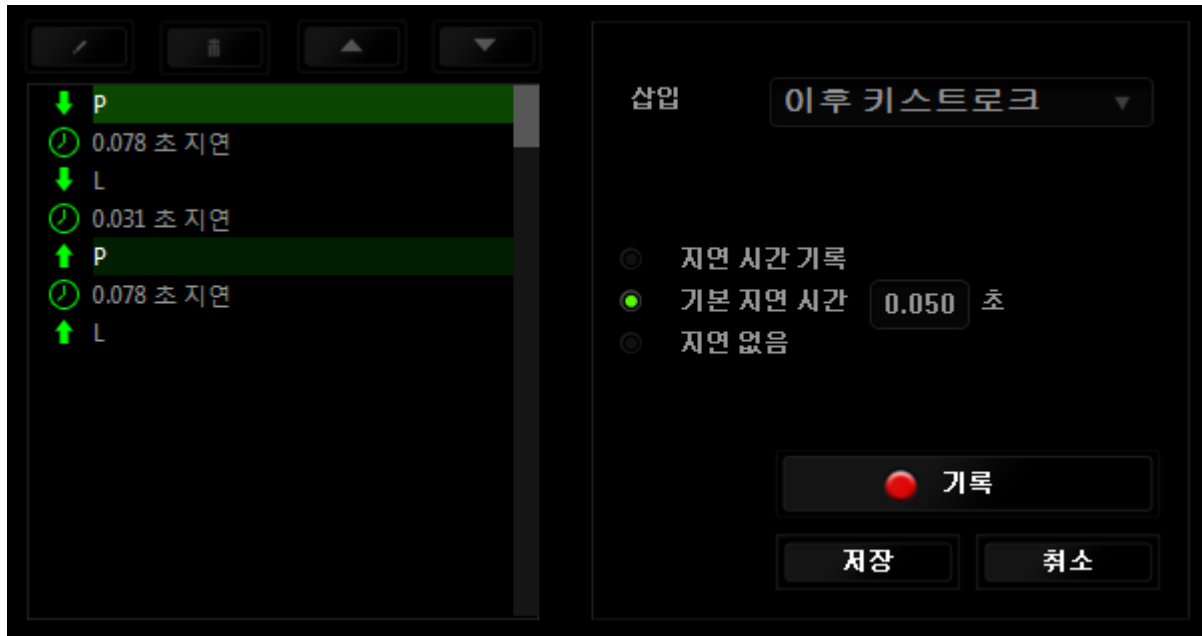 P
0.078 초 지연
L
0.031 초 지연
P
0.078 초 지연
L
삽입
이후 키스트로크
지연 시간 기록
기본 지연 시간 0.050 초
지연 없음
기록
저장 취소